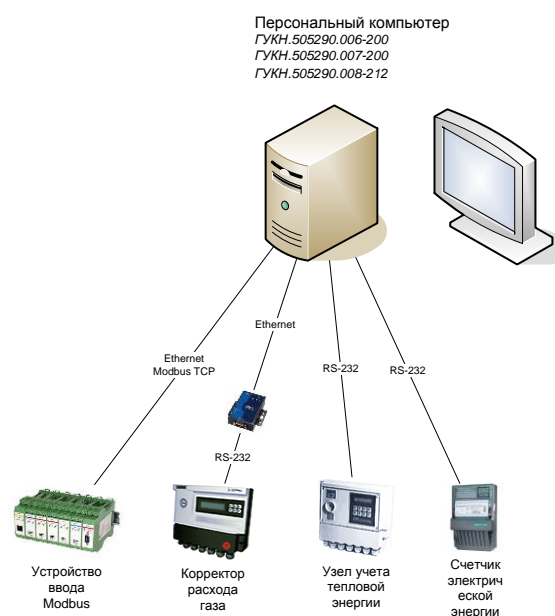 Персональный компьютер
ГУКН.505290.006-200
ГУКН.505290.007-200
ГУКН.505290.008-212
Ethernet
Ethernet
Modbus TCP
RS-232
RS-232
RS-232
Устройство
ввода
Modbus
Корректор
расхода
газа
Узел учета
тепловой
энергии
Счетчик
электрич
еской
энергии